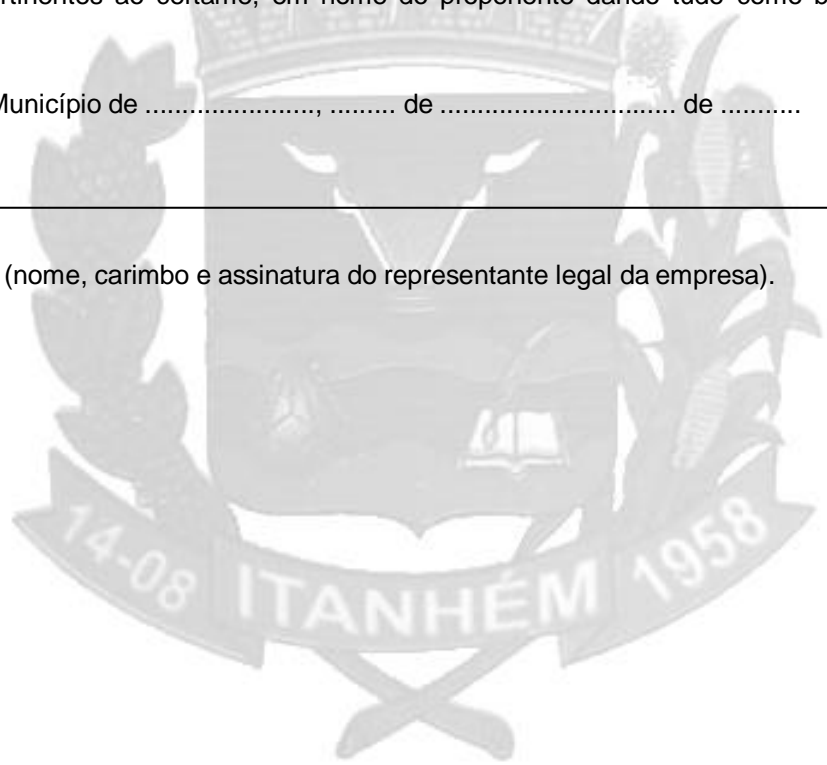 rtinentes ao certame, em nome do proponente dando tudo como b
Município de ......................., ......... de ................................ de ...........
(nome, carimbo e assinatura do representante legal da empresa).
14-08 ITANHÉM 1958